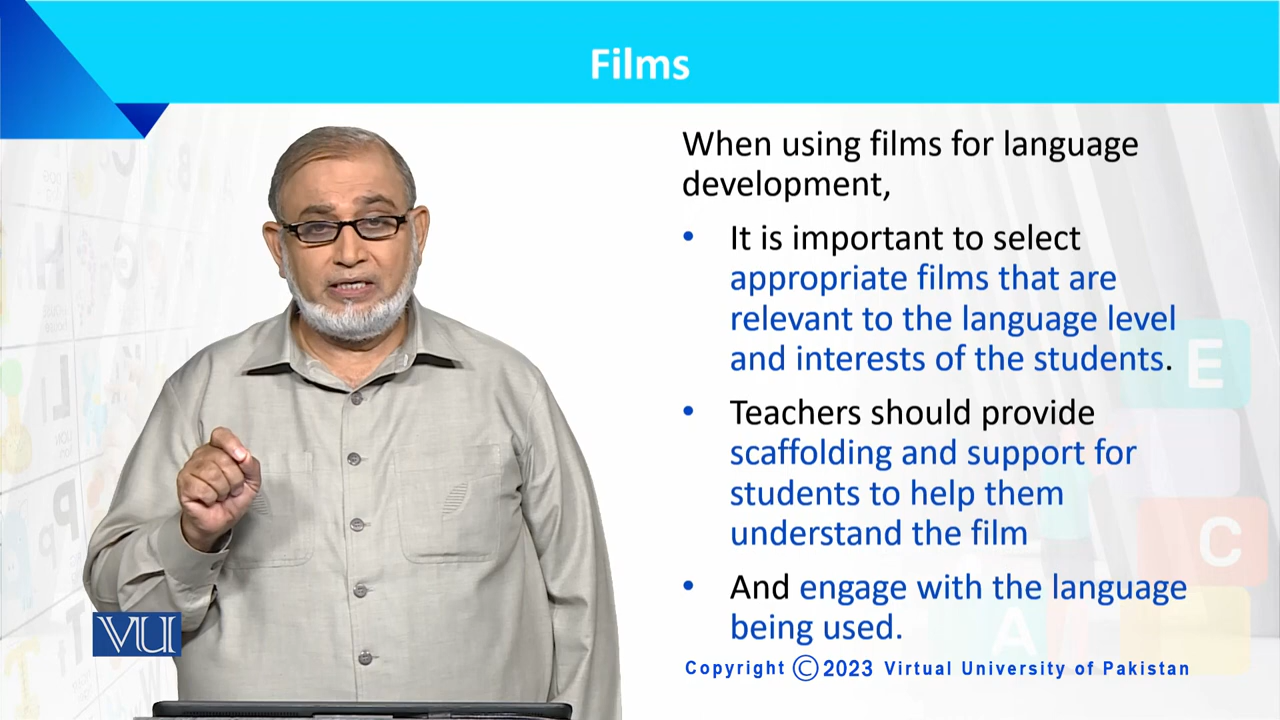 Films
When using films for language
development,
• It is important to select
appropriate films that are
relevant to the language level
and interests of the students.
• Teachers should provide
scaffolding and support for
students to help them
understand the film
• And engage with the language
being used.
VU
Copyright ©2023 Virtual University of Pakistan
E
C
A